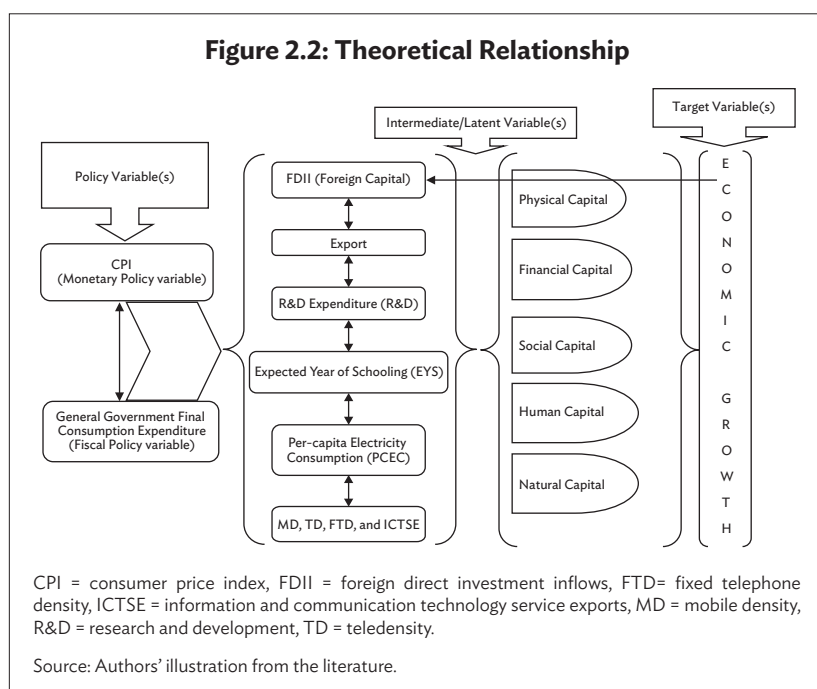 Figure 2.2: Theoretical Relationship
Policy Variable(s)
Intermediate/Latent Variable(s)
Target Variable(s)
CPI
(Monetary Policy variable)
General Government Final
Consumption Expenditure
(Fiscal Policy variable)
FDII (Foreign Capital)
Export
R&D Expenditure (R&D)
Expected Year of Schooling (EYS)
Per-capita Electricity
Consumption (PCEC)
MD, TD, FTD, and ICTSE
Physical Capital
Financial Capital
Social Capital
Human Capital
Natural Capital
E
C
O
N
O
M
I
C
G
R
O
W
T
H
CPI = consumer price index, FDII = foreign direct investment inflows, FTD= fixed telephone
density, ICTSE = information and communication technology service exports, MD = mobile density,
R&D = research and development, TD = teledensity.
Source: Authors’ illustration from the literature.